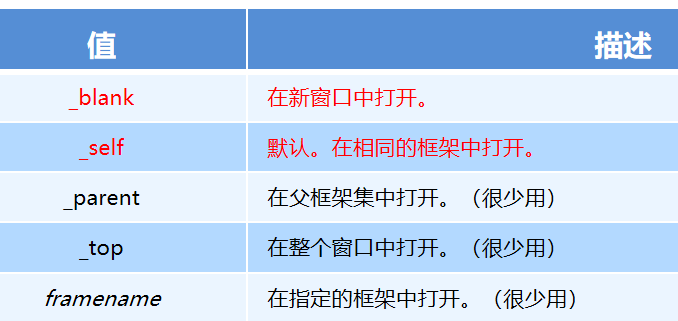 值 描述
_blank 在新窗口中打开。
_self 默认。在相同的框架中打开。
_parent 在父框架集中打开。（很少用）
_top 在整个窗口中打开。（很少用）
framename 在指定的框架中打开。（很少用）